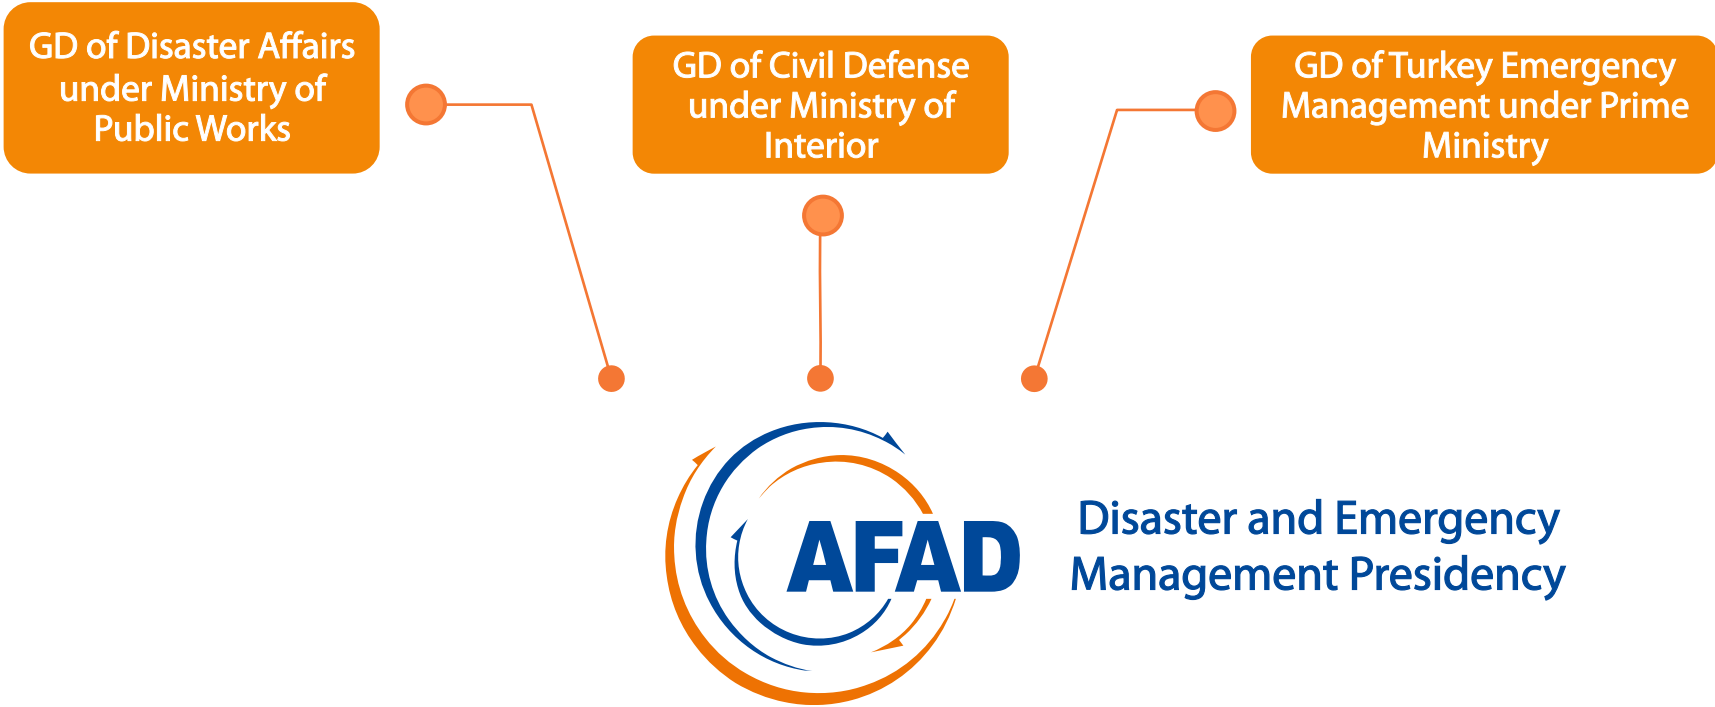 GD of Disaster Affairs
under Ministry of
Public Works
GD of Civil Defense
under Ministry of
Interior
GD of Turkey Emergency
Management under Prime
Ministry
AFAD
Disaster and Emergency
Management Presidency